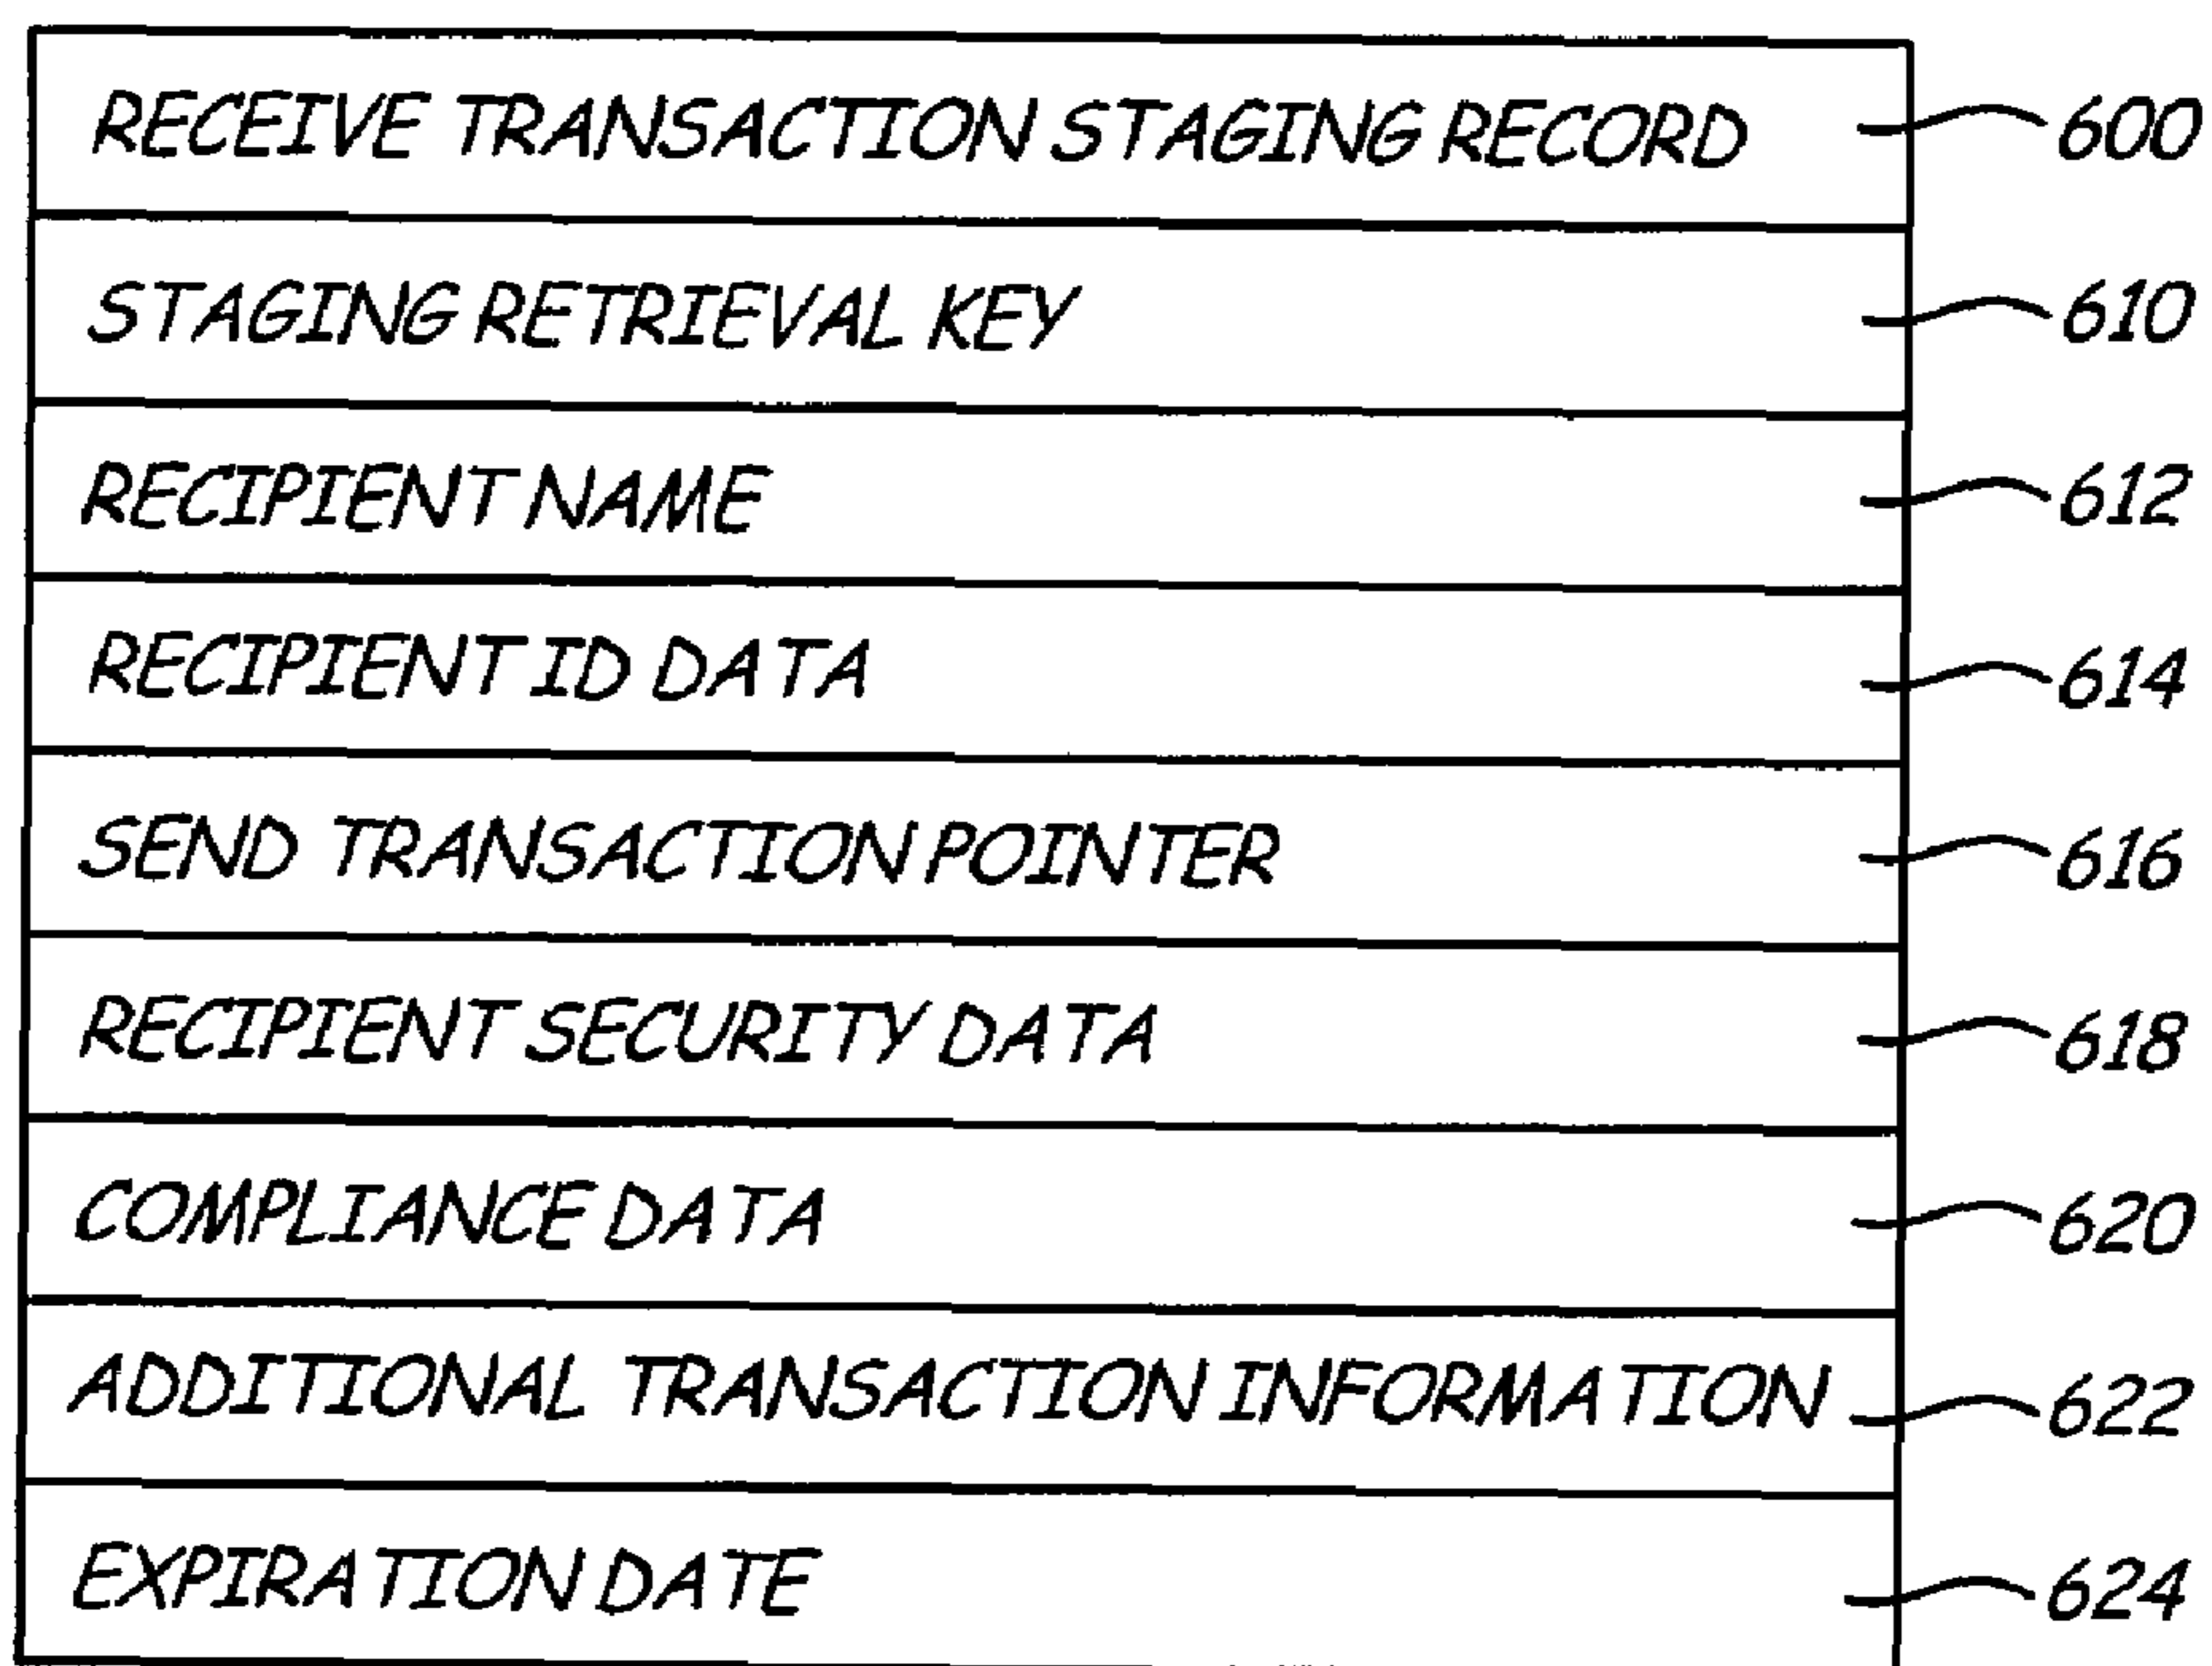 RECEIVE TRANSACTION STAGING RECORD 600
STAGING RETRIEVAL KEY 610
RECIPIENT NAME 612
RECIPIENT ID DATA 614
SEND TRANSACTION POINTER 616
RECIPIENT SECURITY DATA 618
COMPLIANCE DATA 620
ADDITIONAL TRANSACTION INFORMATION 622
EXPIRATION DATE 624